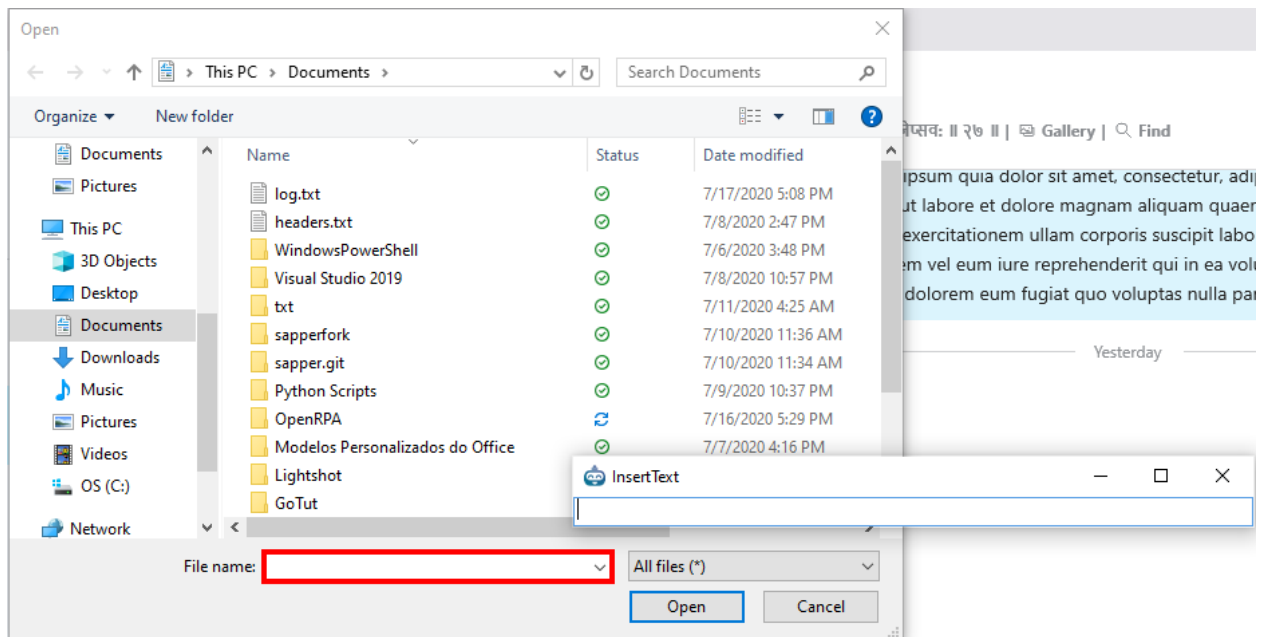 Open
This PC > Documents >
Search Documents
Organize
New folder
?
Documents
Pictures
This PC
3D Objects
Desktop
Documents
Downloads
Music
Pictures
Videos
OS (C:)
Network
Name Status Date modified
log.txt 7/17/2020 5:08 PM
headers.txt 7/8/2020 2:47 PM
WindowsPowerShell 7/6/2020 3:48 PM
Visual Studio 2019 7/8/2020 10:57 PM
txt 7/11/2020 4:25 AM
sapperfork 7/10/2020 11:36 AM
sapper.git 7/10/2020 11:34 AM
Python Scripts 7/9/2020 10:37 PM
OpenRPA 7/16/2020 5:29 PM
Modelos Personalizados do Office 7/7/2020 4:16 PM
Lightshot
GoTut
InsertText
File name:
All files (*)
Open
Cancel
॥ २७ ॥ | Gallery | Find
ipsum quia dolor sit amet, consectetur,
ut labore et dolore magnam aliquam
exercitationem ullam corporis suscipit
vel eum iure reprehenderit qui in ea
dolorem eum fugiat quo voluptas nulla
Yesterday